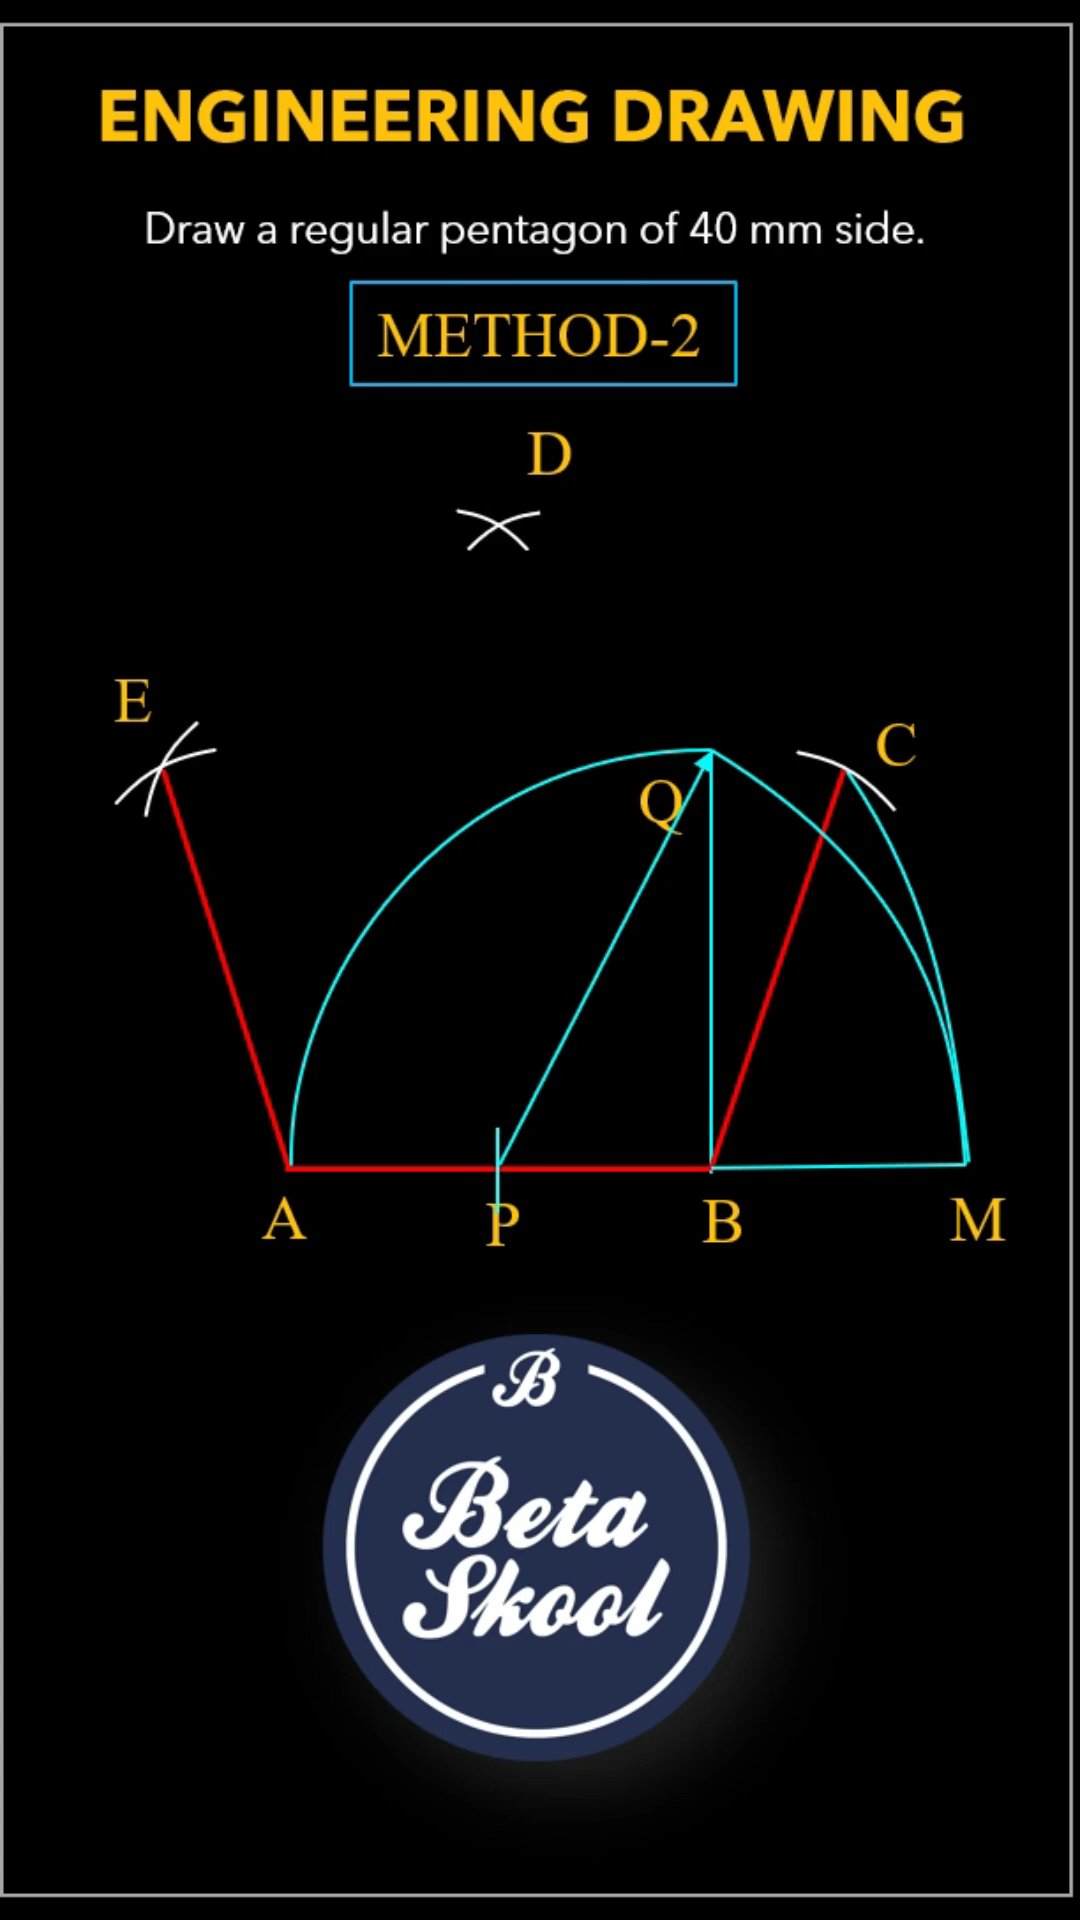 ENGINEERING DRAWING
Draw a regular pentagon of 40 mm side.
METHOD-2
D
E
C
Q
A
P
B
M
B
Beta
Skool